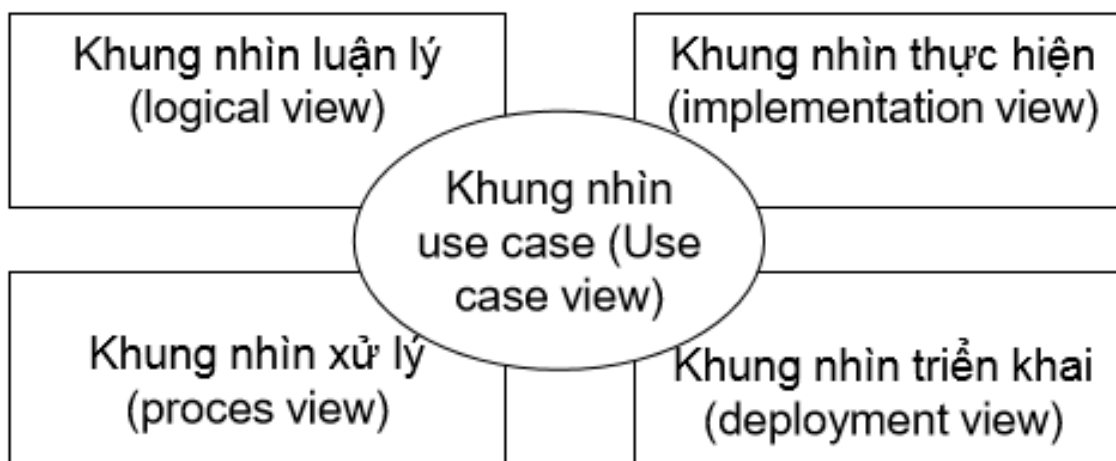 Khung nhìn luận lý
(logical view)
Khung nhìn thực hiện
(implementation view)
Khung nhìn
use case (Use
case view)
Khung nhìn xử lý
(proces view)
Khung nhìn triển khai
(deployment view)